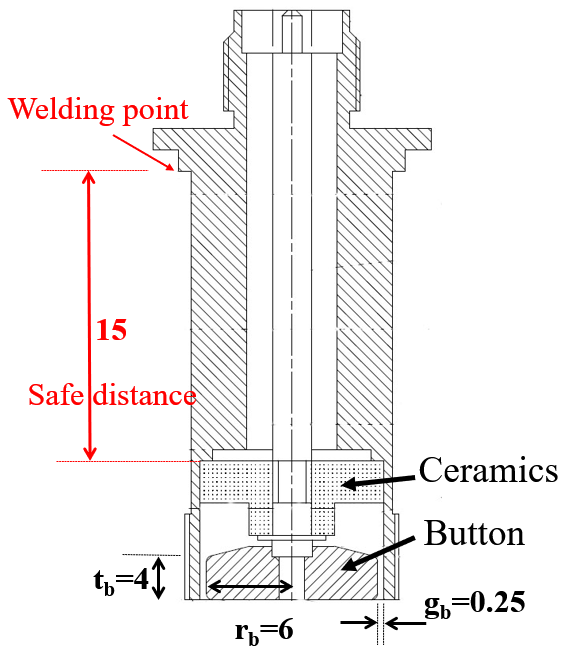 Welding point
15
Safe distance
Ceramics
Button
t_b=4
g_b=0.25
r_b=6